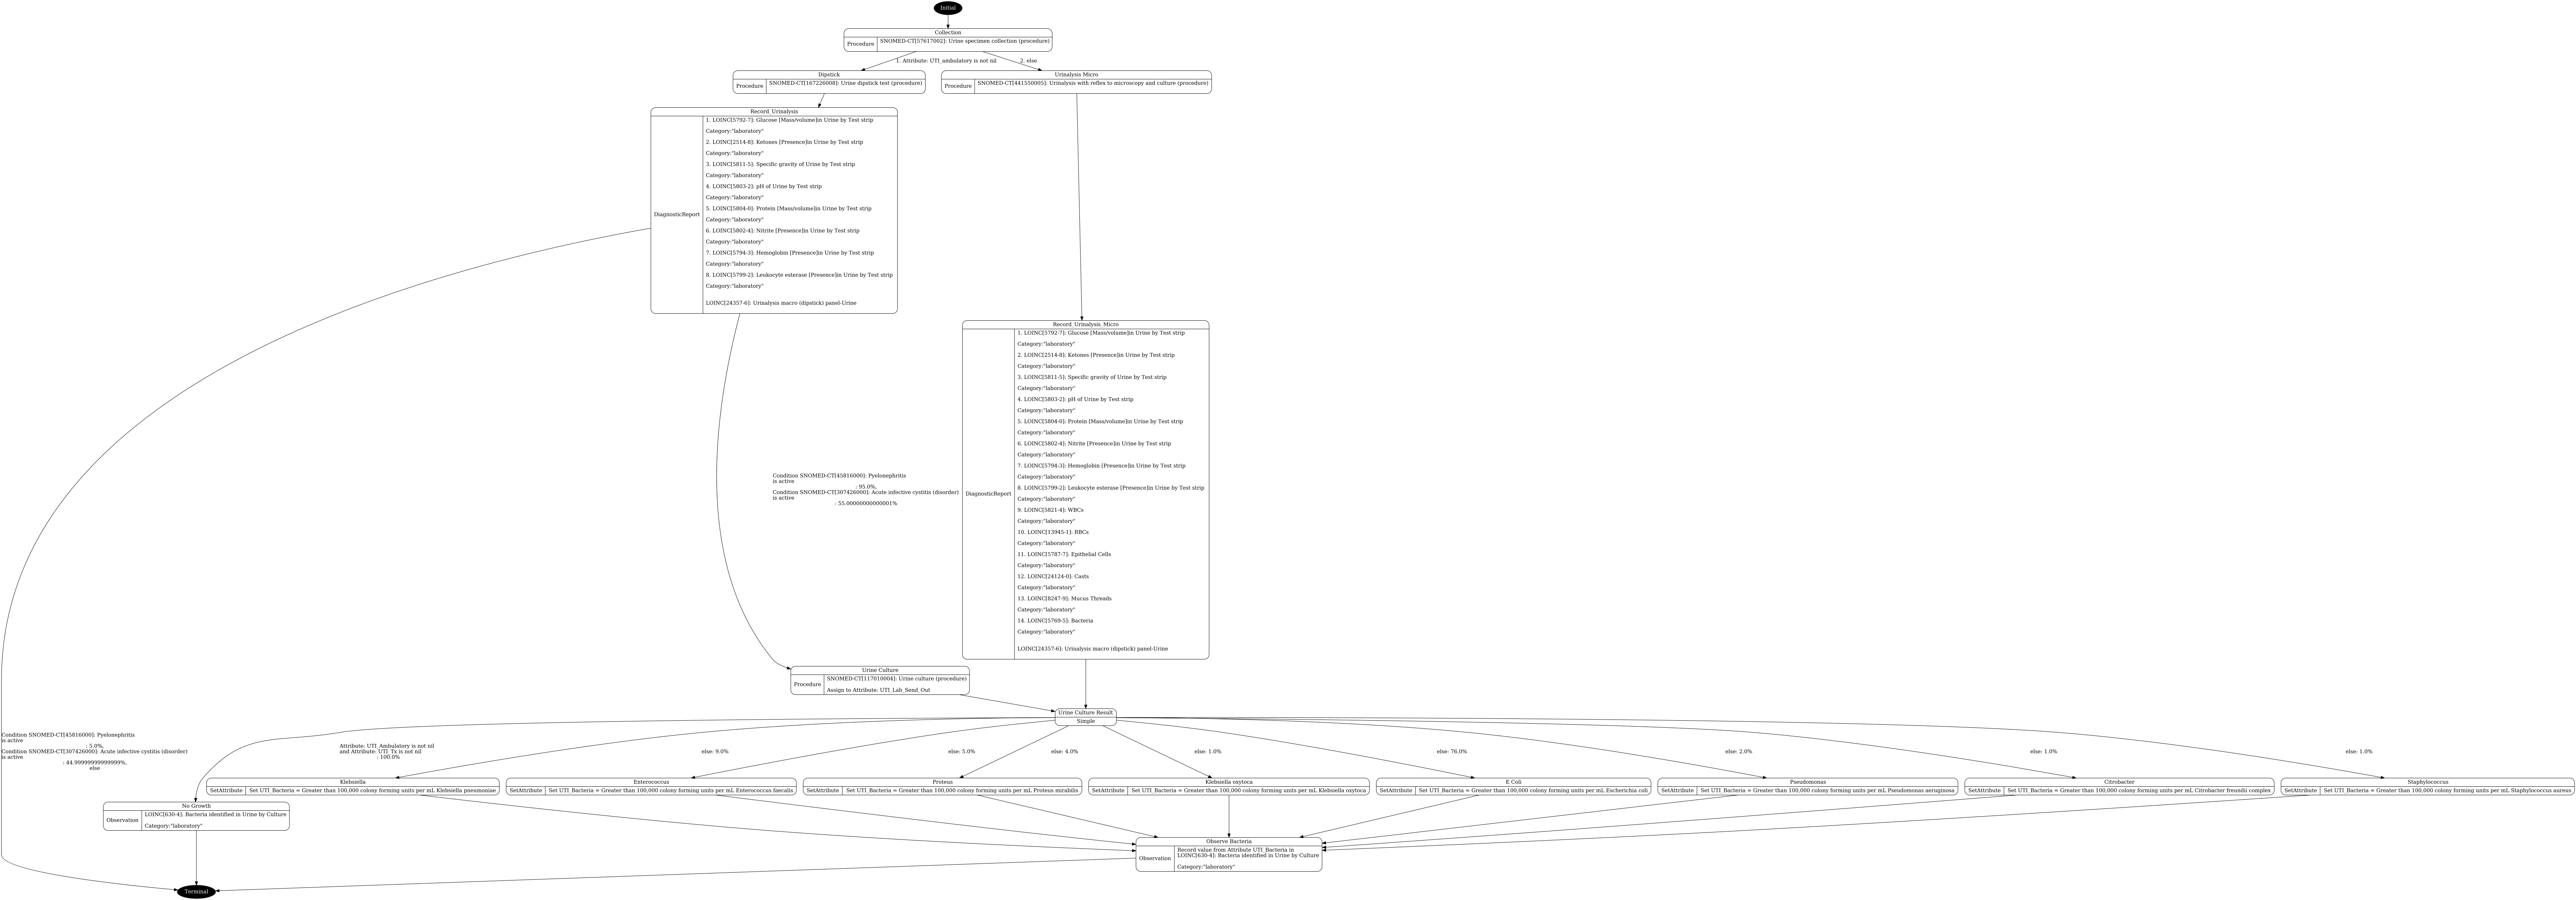 Initial
Collection
Procedure
SNOMED-CT[57617002]: Urine specimen collection (procedure)
1. Attribute: UTI_ambulatory is not nil
2. else
Dipstick
Procedure
SNOMED-CT[167226008]: Urine dipstick test (procedure)
Urinalysis Micro
Procedure
SNOMED-CT[441550005]: Urinalysis with reflex to microscopy and culture (procedure)
Record_Urinalysis
DiagnosticReport
1. LOINC[5792-7]: Glucose [Mass/volume]in Urine by Test strip
Category:"laboratory"
2. LOINC[2514-8]: Ketones [Presence]in Urine by Test strip
Category:"laboratory"
3. LOINC[5811-5]: Specific gravity of Urine by Test strip
Category:"laboratory"
4. LOINC[5803-2]: pH of Urine by Test strip
Category:"laboratory"
5. LOINC[5804-0]: Protein [Mass/volume]in Urine by Test strip
Category:"laboratory"
6. LOINC[5802-4]: Nitrite [Presence]in Urine by Test strip
Category:"laboratory"
7. LOINC[5794-3]: Hemoglobin [Presence]in Urine by Test strip
Category:"laboratory"
8. LOINC[5799-2]: Leukocyte esterase [Presence]in Urine by Test strip
Category:"laboratory"
LOINC[24357-6]: Urinalysis macro (dipstick) panel-Urine
Record_Urinalysis_Micro
DiagnosticReport
1. LOINC[5792-7]: Glucose [Mass/volume]in Urine by Test strip
Category:"laboratory"
2. LOINC[2514-8]: Ketones [Presence]in Urine by Test strip
Category:"laboratory"
3. LOINC[5811-5]: Specific gravity of Urine by Test strip
Category:"laboratory"
4. LOINC[5803-2]: pH of Urine by Test strip
Category:"laboratory"
5. LOINC[5804-0]: Protein [Mass/volume]in Urine by Test strip
Category:"laboratory"
6. LOINC[5802-4]: Nitrite [Presence]in Urine by Test strip
Category:"laboratory"
7. LOINC[5794-3]: Hemoglobin [Presence]in Urine by Test strip
Category:"laboratory"
8. LOINC[5799-2]: Leukocyte esterase [Presence]in Urine by Test strip
Category:"laboratory"
9. LOINC[5821-4]: WBCs
Category:"laboratory"
10. LOINC[13945-1]: RBCs
Category:"laboratory"
11. LOINC[5787-7]: Epithelial Cells
Category:"laboratory"
12. LOINC[24124-0]: Casts
Category:"laboratory"
13. LOINC[8247-9]: Mucus Threads
Category:"laboratory"
14. LOINC[5769-5]: Bacteria
Category:"laboratory"
LOINC[24357-6]: Urinalysis macro (dipstick) panel-Urine
Condition SNOMED-CT[45816000]: Pyelonephritis
is active
: 95.0%,
Condition SNOMED-CT[307426000]: Acute infective cystitis (disorder)
is active
: 55.00000000000001%
Urine Culture
Procedure
SNOMED-CT[117010004]: Urine culture (procedure)
Assign to Attribute: UTI_Lab_Send_Out
Urine Culture Result
Simple
Condition SNOMED-CT[45816000]: Pyelonephritis
is active
: 5.0%,
Condition SNOMED-CT[307426000]: Acute infective cystitis (disorder)
is active
: 44.99999999999999%,
else
Attribute: UTI_Ambulatory is not nil
and Attribute: UTI_Tx is not nil
: 100.0%
else: 9.0%
else: 5.0%
else: 4.0%
else: 1.0%
else: 76.0%
else: 2.0%
else: 1.0%
else: 1.0%
Klebsiella
SetAttribute
Set UTI_Bacteria = Greater than 100,000 colony forming units per mL Klebsiella pneumoniae
Enterococcus
SetAttribute
Set UTI_Bacteria = Greater than 100,000 colony forming units per mL Enterococcus faecalis
Proteus
SetAttribute
Set UTI_Bacteria = Greater than 100,000 colony forming units per mL Proteus mirabilis
Klebsiella oxytoca
SetAttribute
Set UTI_Bacteria = Greater than 100,000 colony forming units per mL Klebsiella oxytoca
E Coli
SetAttribute
Set UTI_Bacteria = Greater than 100,000 colony forming units per mL Escherichia coli
Pseudomonas
SetAttribute
Set UTI_Bacteria = Greater than 100,000 colony forming units per mL Pseudomonas aeruginosa
Citrobacter
SetAttribute
Set UTI_Bacteria = Greater than 100,000 colony forming units per mL Citrobacter freundii complex
Staphylococcus
SetAttribute
Set UTI_Bacteria = Greater than 100,000 colony forming units per mL Staphylococcus aureus
No Growth
Observation
LOINC[630-4]: Bacteria identified in Urine by Culture
Category:"laboratory"
Observe Bacteria
Observation
Record value from Attribute UTI_Bacteria in
LOINC[630-4]: Bacteria identified in Urine by Culture
Category:"laboratory"
Terminal